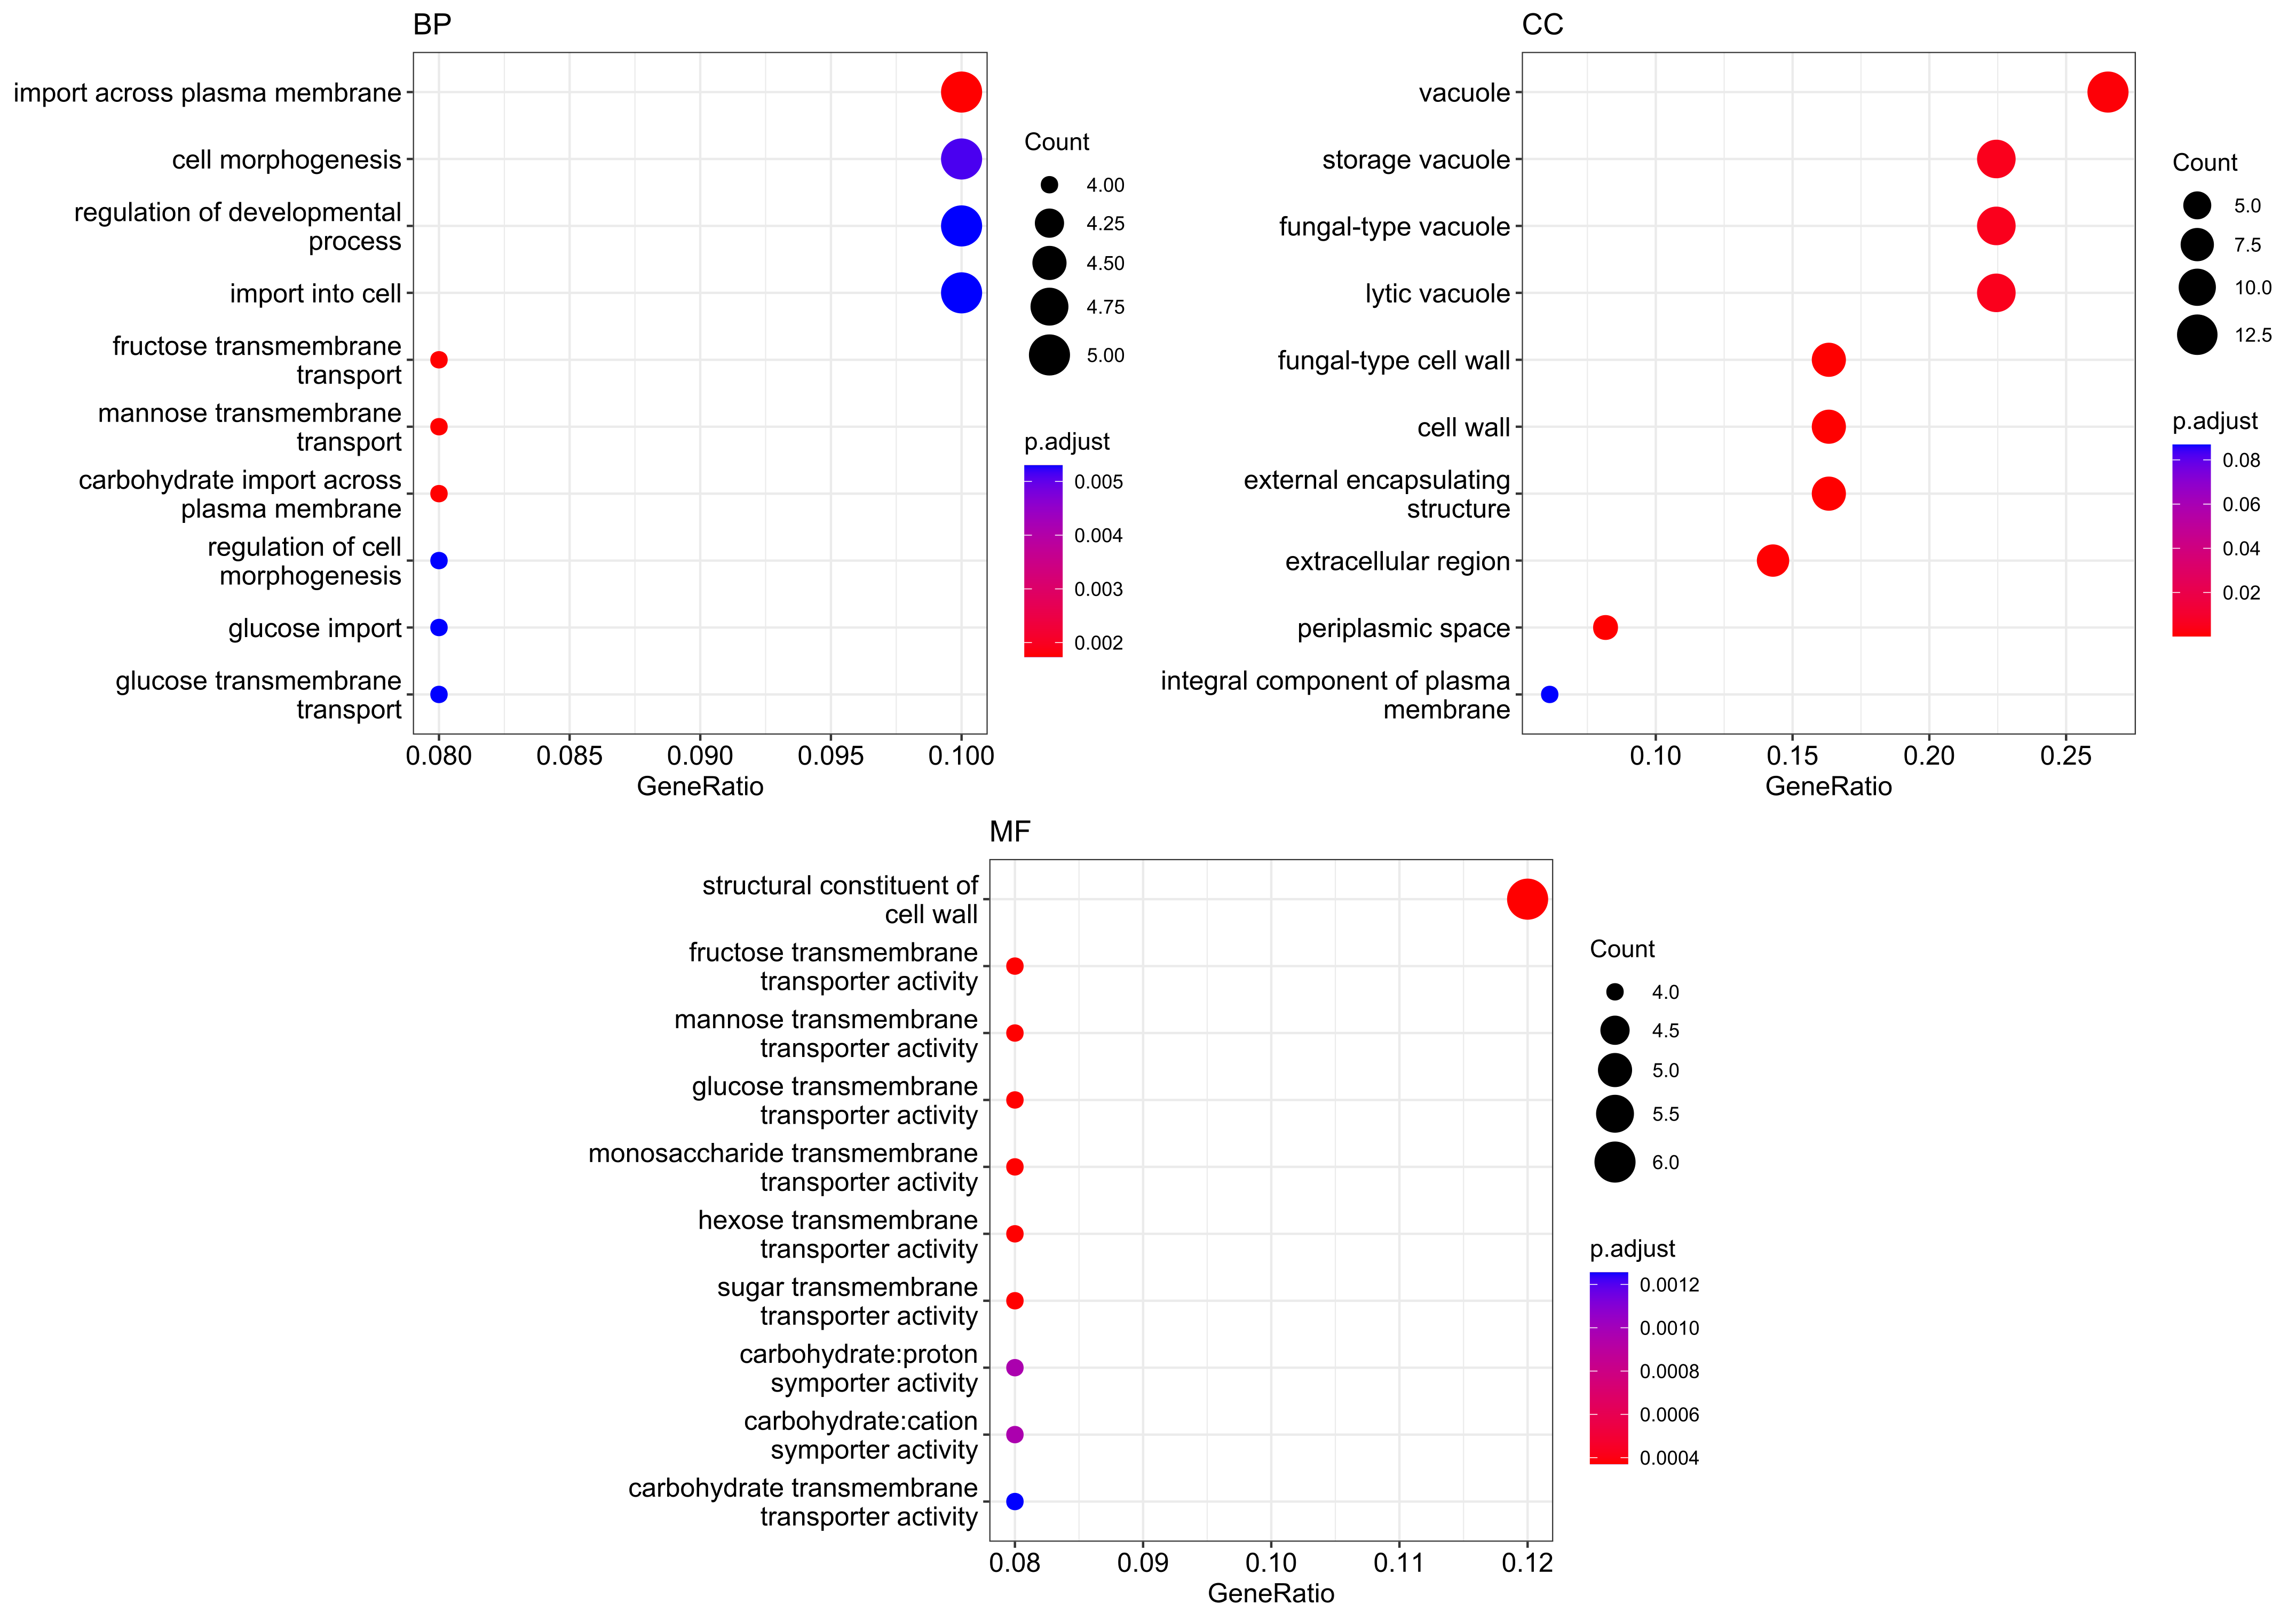 BP
import across plasma membrane
cell morphogenesis
regulation of developmental
process
import into cell
fructose transmembrane
transport
mannose transmembrane
transport
carbohydrate import across
plasma membrane
regulation of cell
morphogenesis
glucose import
glucose transmembrane
transport
0.080 0.085 0.090 0.095 0.100
GeneRatio
Count
4.00
4.25
4.50
4.75
5.00
p.adjust
0.005
0.004
0.003
0.002
CC
vacuole
storage vacuole
fungal-type vacuole
lytic vacuole
fungal-type cell wall
cell wall
external encapsulating
structure
extracellular region
periplasmic space
integral component of plasma
membrane
0.10 0.15 0.20 0.25
GeneRatio
Count
5.0
7.5
10.0
12.5
p.adjust
0.08
0.06
0.04
0.02
MF
structural constituent of
cell wall
fructose transmembrane
transporter activity
mannose transmembrane
transporter activity
glucose transmembrane
transporter activity
monosaccharide transmembrane
transporter activity
hexose transmembrane
transporter activity
sugar transmembrane
transporter activity
carbohydrate:proton
symporter activity
carbohydrate:cation
symporter activity
carbohydrate transmembrane
transporter activity
0.08 0.09 0.10 0.11 0.12
GeneRatio
Count
4.0
4.5
5.0
5.5
6.0
p.adjust
0.0012
0.0010
0.0008
0.0006
0.0004